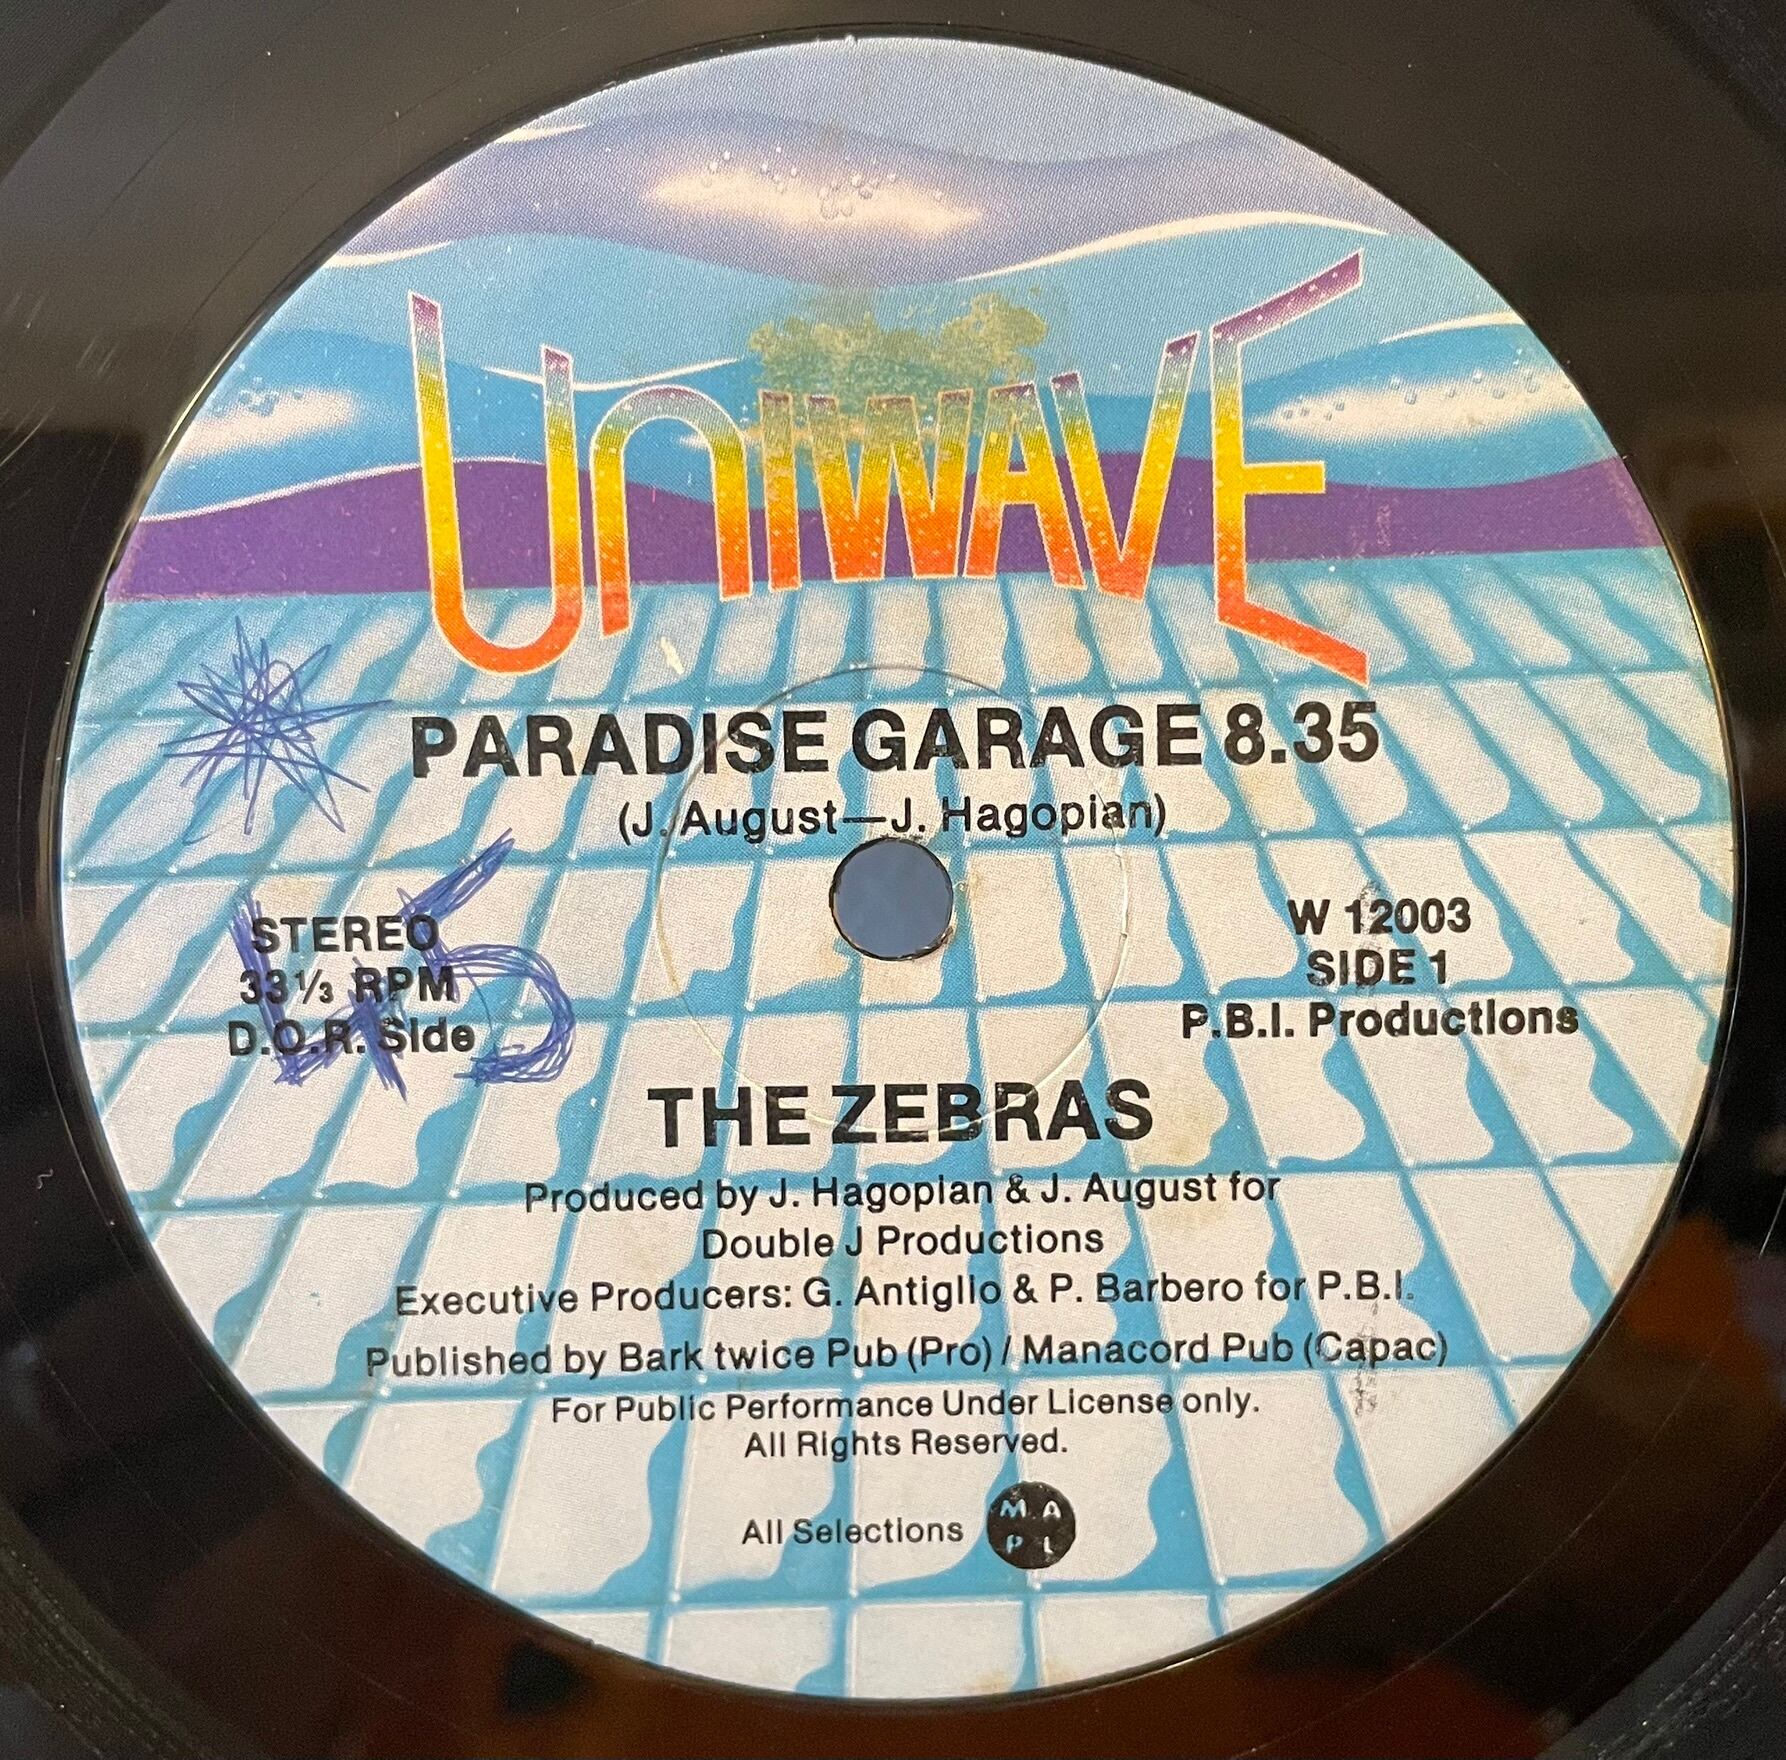 UNIWAVE
PARADISE GARAGE 8.35
(J. August—J. Hagopian)
STEREO
33⅓ RPM
D.O.R. Side
45
W 12003
SIDE 1
P.B.I. Productions
THE ZEBRAS
Produced by J. Hagopian & J. August for
Double J Productions
Executive Producers: G. Antiglio & P. Barbero for P.B.I.
Published by Bark twice Pub (Pro) / Manacord Pub (Capac)
For Public Performance Under License only.
All Rights Reserved.
All Selections
M A
P L